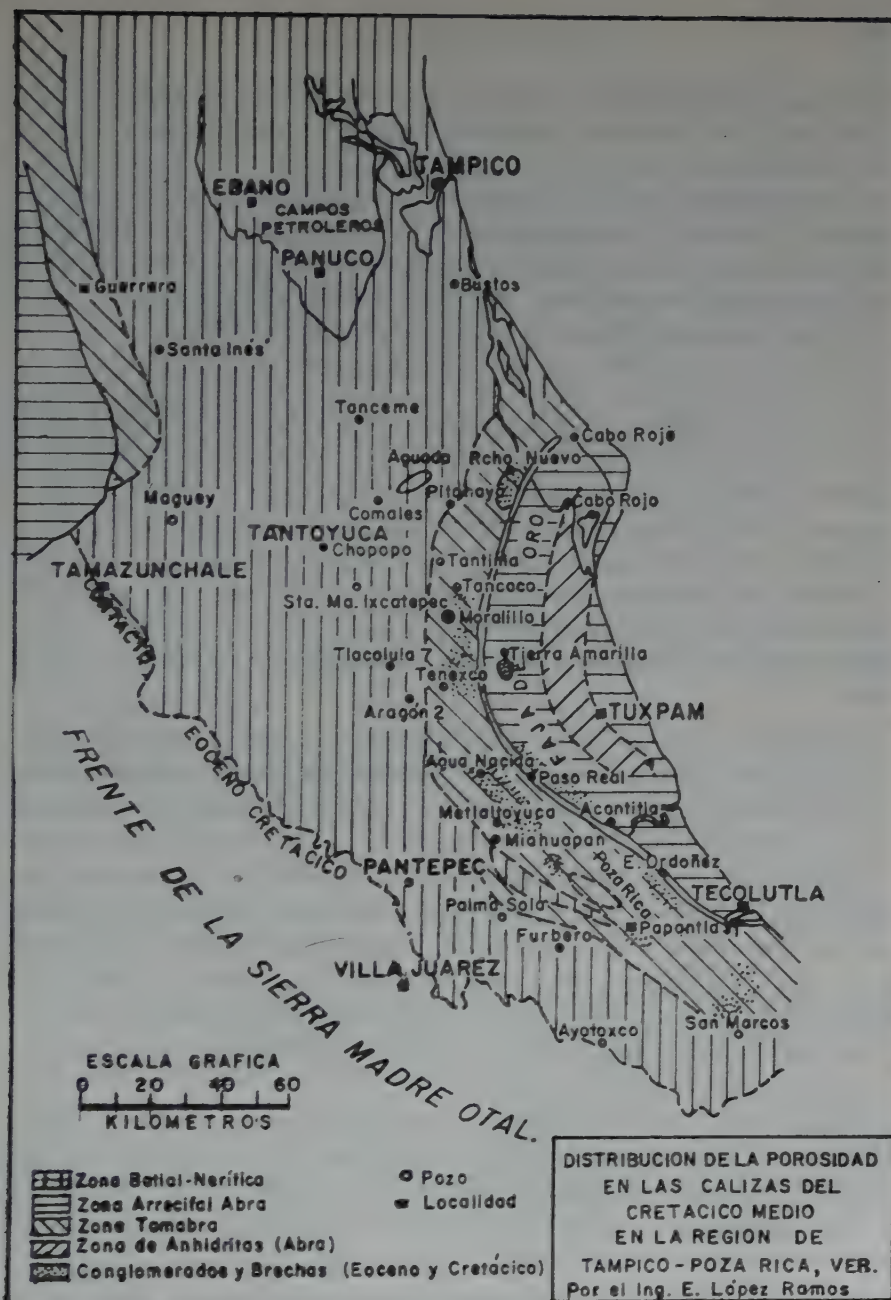 TAMPICO
EBANO
CAMPOS
PETROLEROS
PANUCO
Guerrero
Bustos
Santa Inés
Tanceme
Cabo Rojo
Aguada
Rcho. Nuevo
Pitahaya
Cabo Rojo
Comales
Maguey
TANTOYUCA
Chopopo
FAJA DE ORO
Tantima
TAMAZUNCHALE
Sta. Ma. Ixcatepec
Tancoco
Moralillo
CONTACTO
EOCENO CRETACICO
Tlacolula 7
Tierra Amarilla
Tenexco
Aragón 2
TUXPAM
Agua Nacida
Paso Real
Metlaltoyuca
Acontitla
Miahuapan
PANTEPEC
Poza Rica
E. Ordoñez
TECOLUTLA
Palma Sola
Papantla
Furbero
VILLA JUAREZ
Ayotoxco
San Marcos
FRENTE DE LA SIERRA MADRE OTAL.
ESCALA GRAFICA
0 20 40 60
KILOMETROS
Zona Batial-Nerítica
Zona Arrecifal Abra
Zona Tamabra
Zona de Anhidritas (Abra)
Conglomerados y Brechas (Eoceno y Cretácico)
Pozo
Localidad
DISTRIBUCION DE LA POROSIDAD
EN LAS CALIZAS DEL
CRETACICO MEDIO
EN LA REGION DE
TAMPICO-POZA RICA, VER.
Por el Ing. E. López Ramos